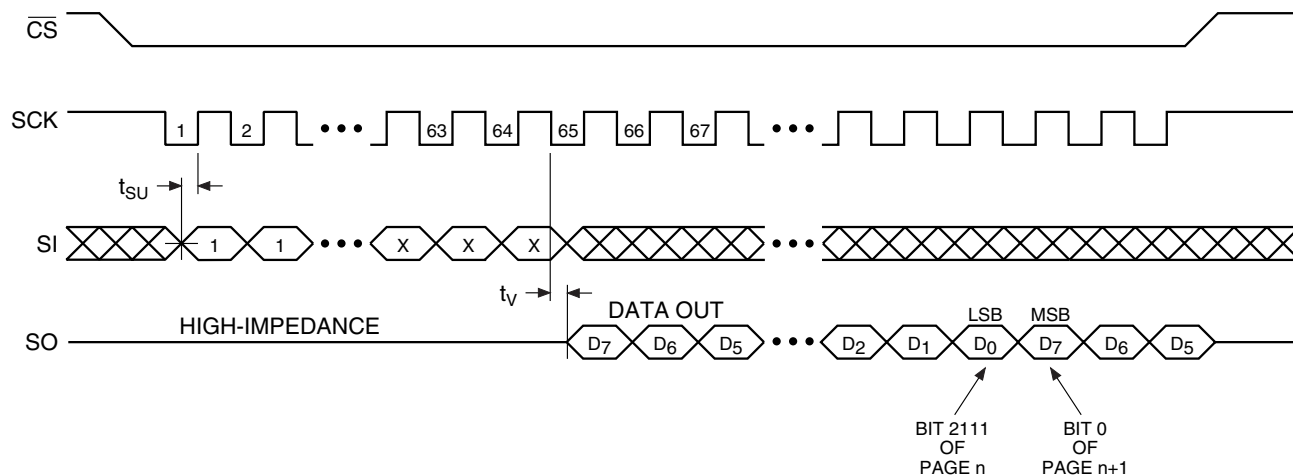 CS
SCK
1 2 63 64 65 66 67
tSU
SI
1 1 X X X
tV
HIGH-IMPEDANCE
DATA OUT
LSB MSB
SO
D7 D6 D5 D2 D1 D0 D7 D6 D5
BIT 2111
OF
PAGE n
BIT 0
OF
PAGE n+1